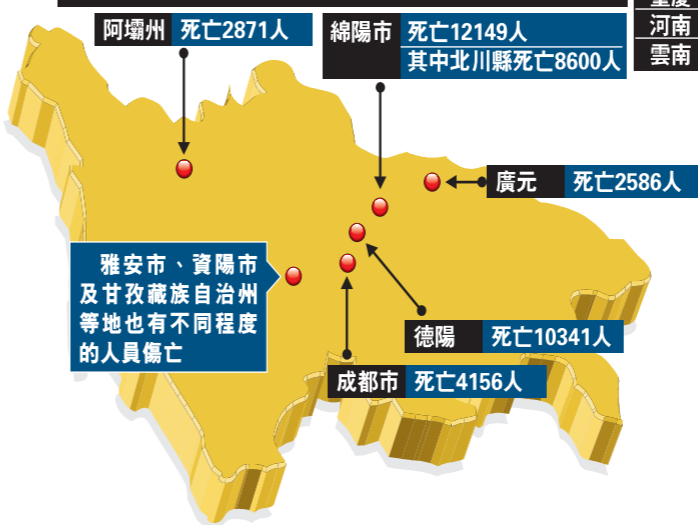 重慶
河南
雲南
阿壩州 死亡2871人
綿陽市 死亡12149人
其中北川縣死亡8600人
廣元 死亡2586人
雅安市、資陽市
及甘孜藏族自治州
等地也有不同程度
的人員傷亡
德陽 死亡10341人
成都市 死亡4156人